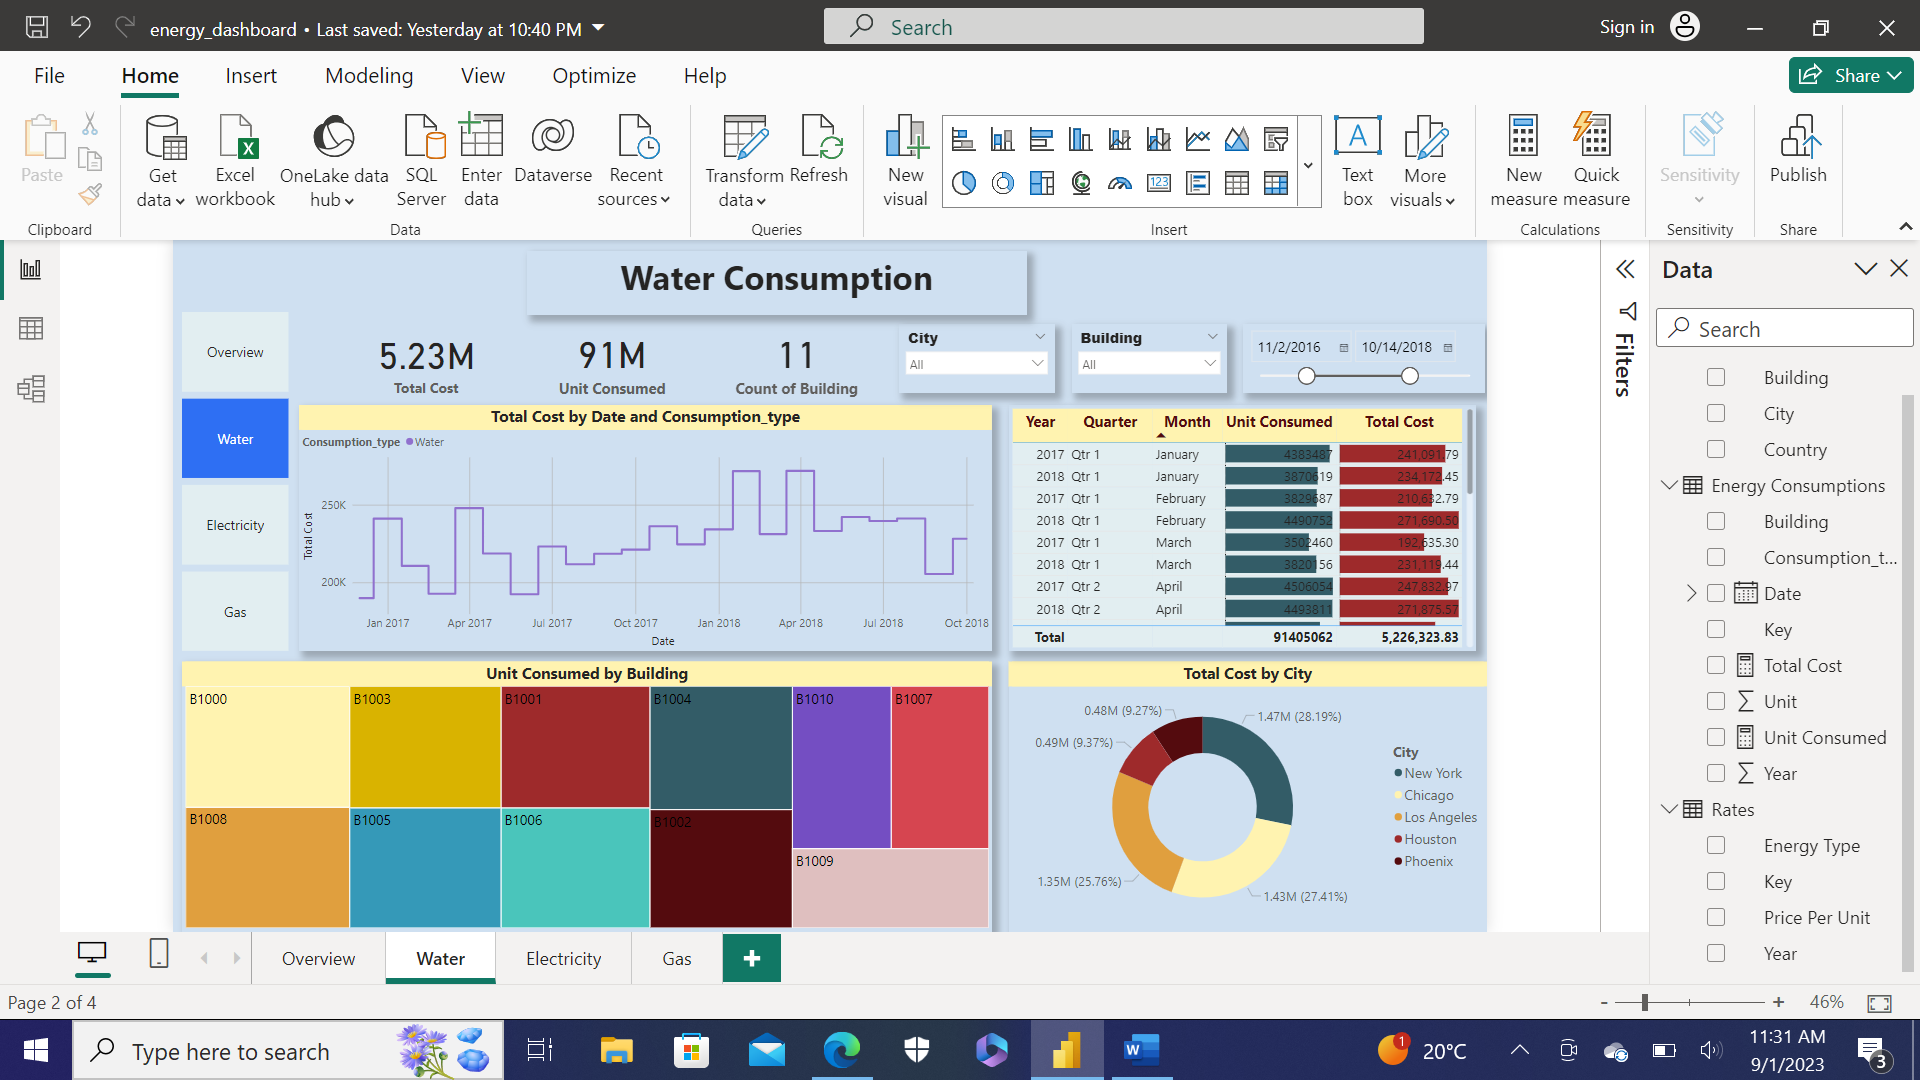 energy_dashboard • Last saved: Yesterday at 10:40 PM
Search
Sign in
File Home Insert Modeling View Optimize Help
Share
Paste
Get data
Excel workbook
OneLake data hub
SQL Server
Enter data
Dataverse
Recent sources
Transform data
Refresh
New visual
123
A
Text box
More visuals
New measure
Quick measure
Sensitivity
Publish
Clipboard
Data
Queries
Insert
Calculations
Sensitivity
Share
Water Consumption
Overview
Water
Electricity
Gas
5.23M
Total Cost
91M
Unit Consumed
11
Count of Building
City
All
Building
All
11/2/2016 10/14/2018
Total Cost by Date and Consumption_type
Consumption_type Water
Total Cost
250K
200K
Jan 2017 Apr 2017 Jul 2017 Oct 2017 Jan 2018 Apr 2018 Jul 2018 Oct 2018
Date
Year Quarter Month Unit Consumed Total Cost
2017 Qtr 1 January 4383487 241,091.79
2018 Qtr 1 January 3870619 234,172.45
2017 Qtr 1 February 3829687 210,632.79
2018 Qtr 1 February 4490752 271,690.50
2017 Qtr 1 March 3502460 192,635.30
2018 Qtr 1 March 3820156 231,119.44
2017 Qtr 2 April 4506054 247,832.97
2018 Qtr 2 April 4493811 271,875.57
Total 91405062 5,226,323.83
Unit Consumed by Building
B1000 B1003 B1001 B1004 B1010 B1007
B1008 B1005 B1006 B1002
B1009
Total Cost by City
0.48M (9.27%)
1.47M (28.19%)
0.49M (9.37%)
1.35M (25.76%)
1.43M (27.41%)
City
New York
Chicago
Los Angeles
Houston
Phoenix
Filters
Data
Search
Building
City
Country
Energy Consumptions
Building
Consumption_t...
Date
Key
Total Cost
Unit
Unit Consumed
Year
Rates
Energy Type
Key
Price Per Unit
Year
Overview Water Electricity Gas
Page 2 of 4
- + 46%
Type here to search
1
20°C
11:31 AM
9/1/2023
3